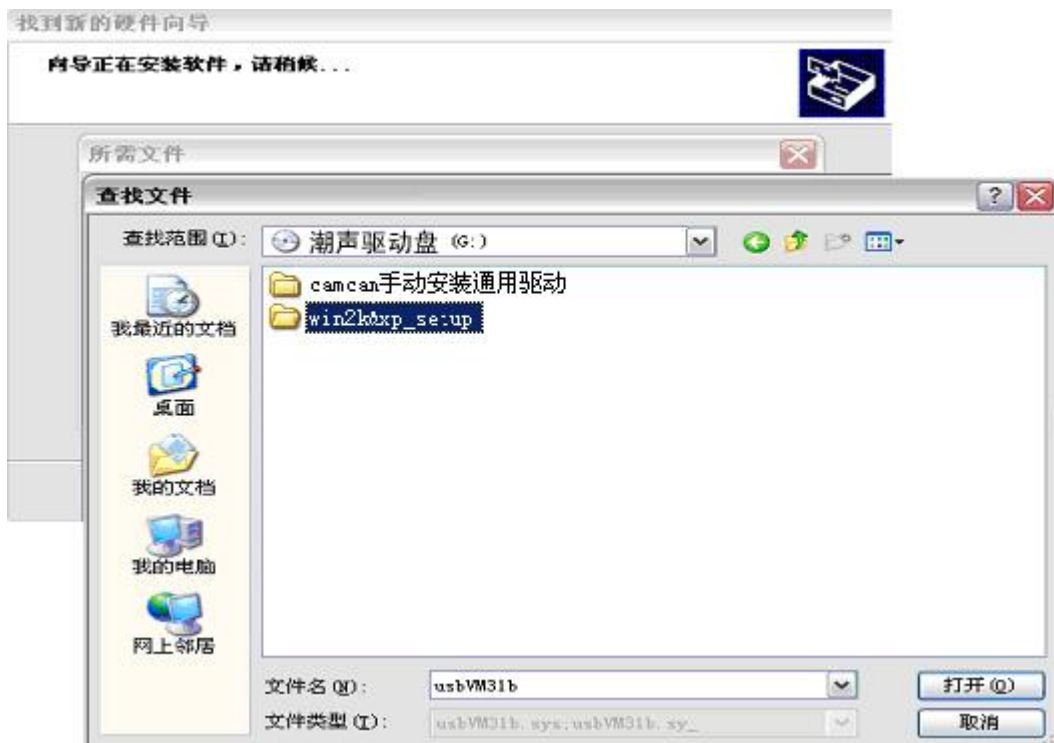 找到新的硬件向导
向导正在安装软件，请稍候...
所需文件
查找文件
查找范围(I):
潮声驱动盘 (G:)
camcan手动安装通用驱动
win2k&xp_setup
我最近的文档
桌面
我的文档
我的电脑
网上邻居
文件名(N):
usbVM31b
打开(O)
文件类型(T):
usbVM31b.sys;usbVM31b.sy_
取消